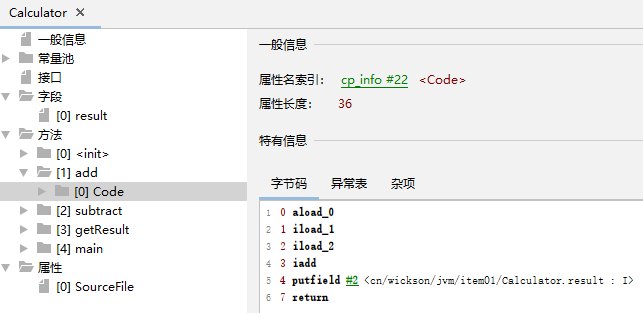 Calculator ×
一般信息
常量池
接口
字段
[0] result
方法
[0] <init>
[1] add
[0] Code
[2] subtract
[3] getResult
[4] main
属性
[0] SourceFile
一般信息
属性名索引： cp_info #22 <Code>
属性长度： 36
特有信息
字节码 异常表 杂项
1 0 aload_0
2 1 iload_1
3 2 iload_2
4 3 iadd
5 4 putfield #2 <cn/wickson/jvm/item01/Calculator.result : I>
6 7 return